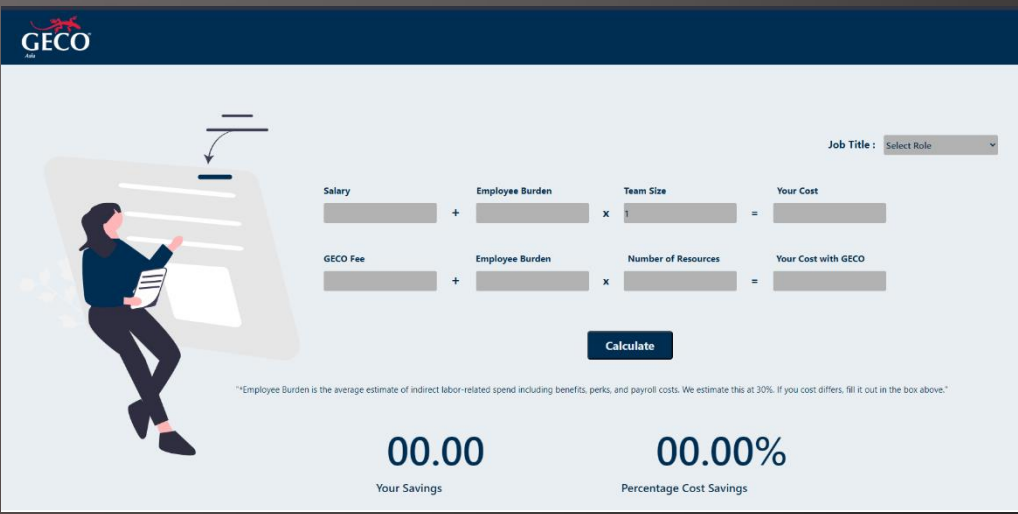 GECO
Asia
Job Title : Select Role
Salary Employee Burden Team Size Your Cost
+ x 1 =
GECO Fee Employee Burden Number of Resources Your Cost with GECO
+ x =
Calculate
"*Employee Burden is the average estimate of indirect labor-related spend including benefits, perks, and payroll costs. We estimate this at 30%. If you cost differs, fill it out in the box above."
00.00 00.00%
Your Savings Percentage Cost Savings